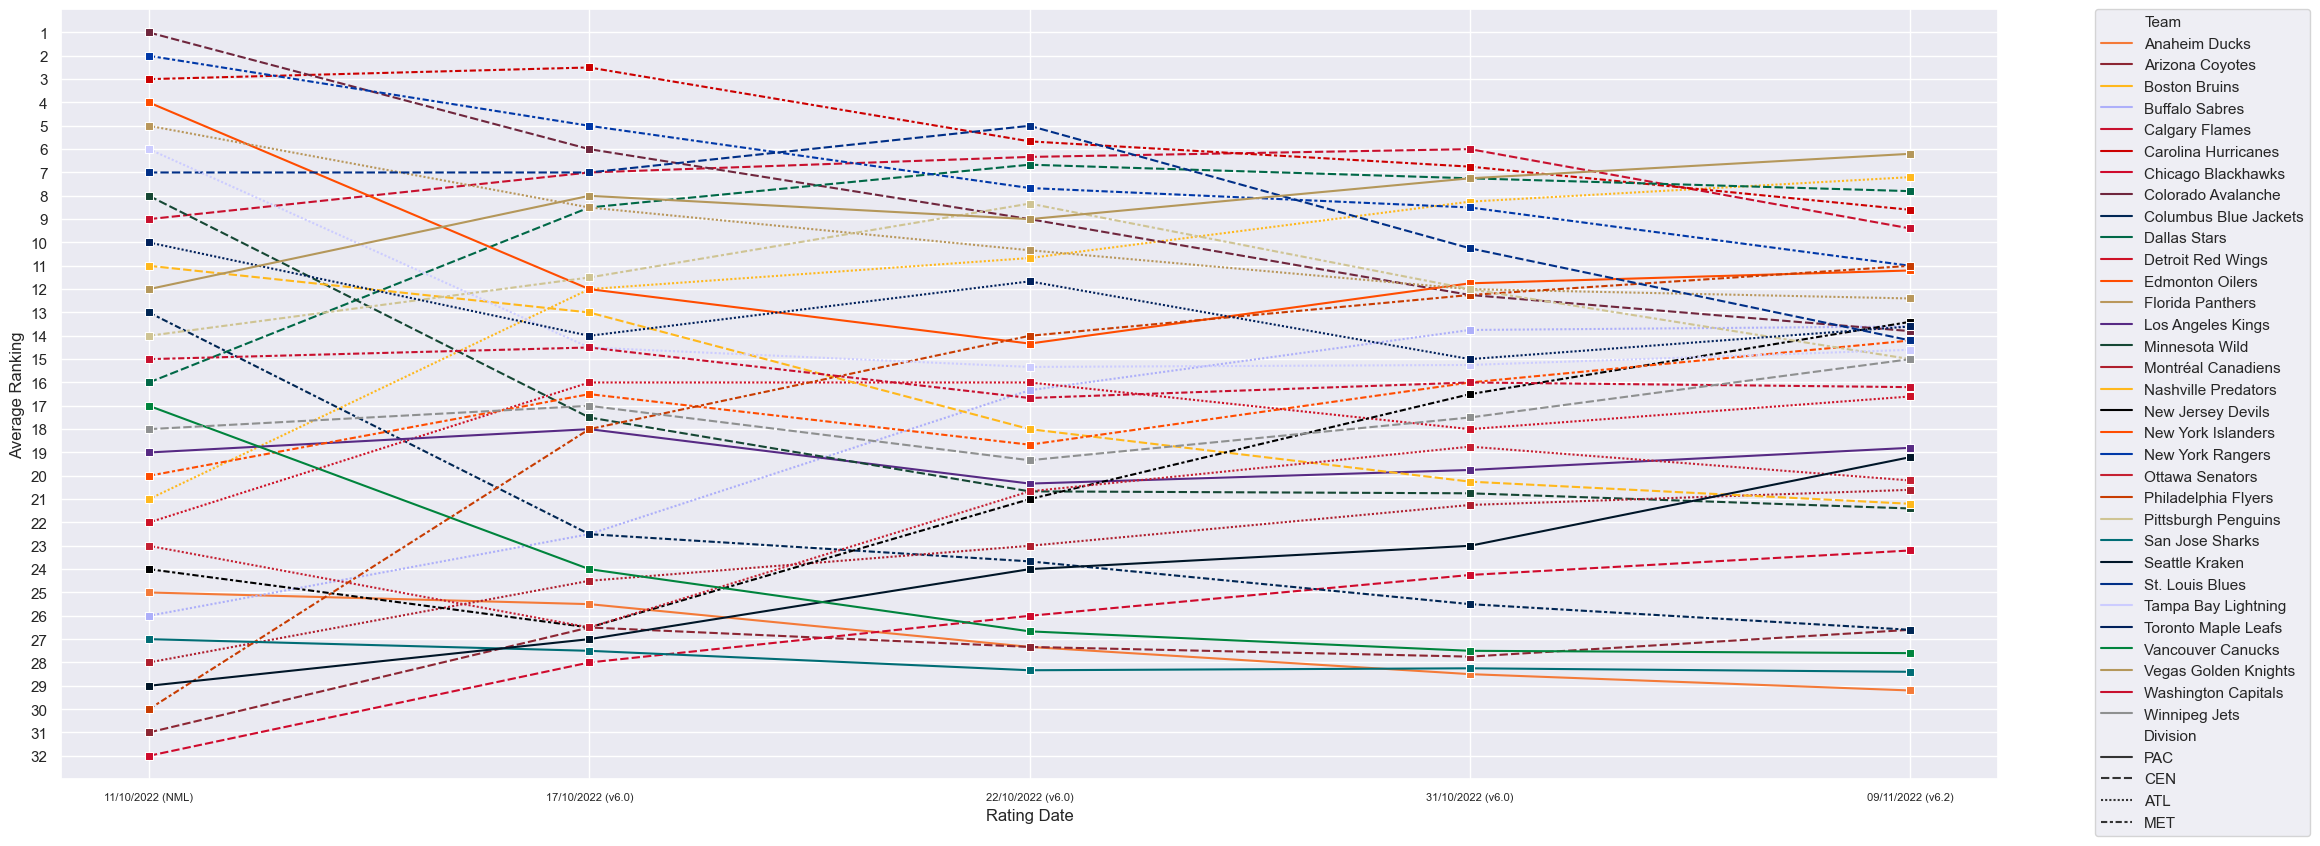 1
2
3
4
5
6
7
8
9
10
11
12
13
14
15
16
17
18
19
20
21
22
23
24
25
26
27
28
29
30
31
32
Average Ranking
11/10/2022 (NML)
17/10/2022 (v6.0)
22/10/2022 (v6.0)
31/10/2022 (v6.0)
09/11/2022 (v6.2)
Rating Date
Team
Anaheim Ducks
Arizona Coyotes
Boston Bruins
Buffalo Sabres
Calgary Flames
Carolina Hurricanes
Chicago Blackhawks
Colorado Avalanche
Columbus Blue Jackets
Dallas Stars
Detroit Red Wings
Edmonton Oilers
Florida Panthers
Los Angeles Kings
Minnesota Wild
Montréal Canadiens
Nashville Predators
New Jersey Devils
New York Islanders
New York Rangers
Ottawa Senators
Philadelphia Flyers
Pittsburgh Penguins
San Jose Sharks
Seattle Kraken
St. Louis Blues
Tampa Bay Lightning
Toronto Maple Leafs
Vancouver Canucks
Vegas Golden Knights
Washington Capitals
Winnipeg Jets
Division
PAC
CEN
ATL
MET